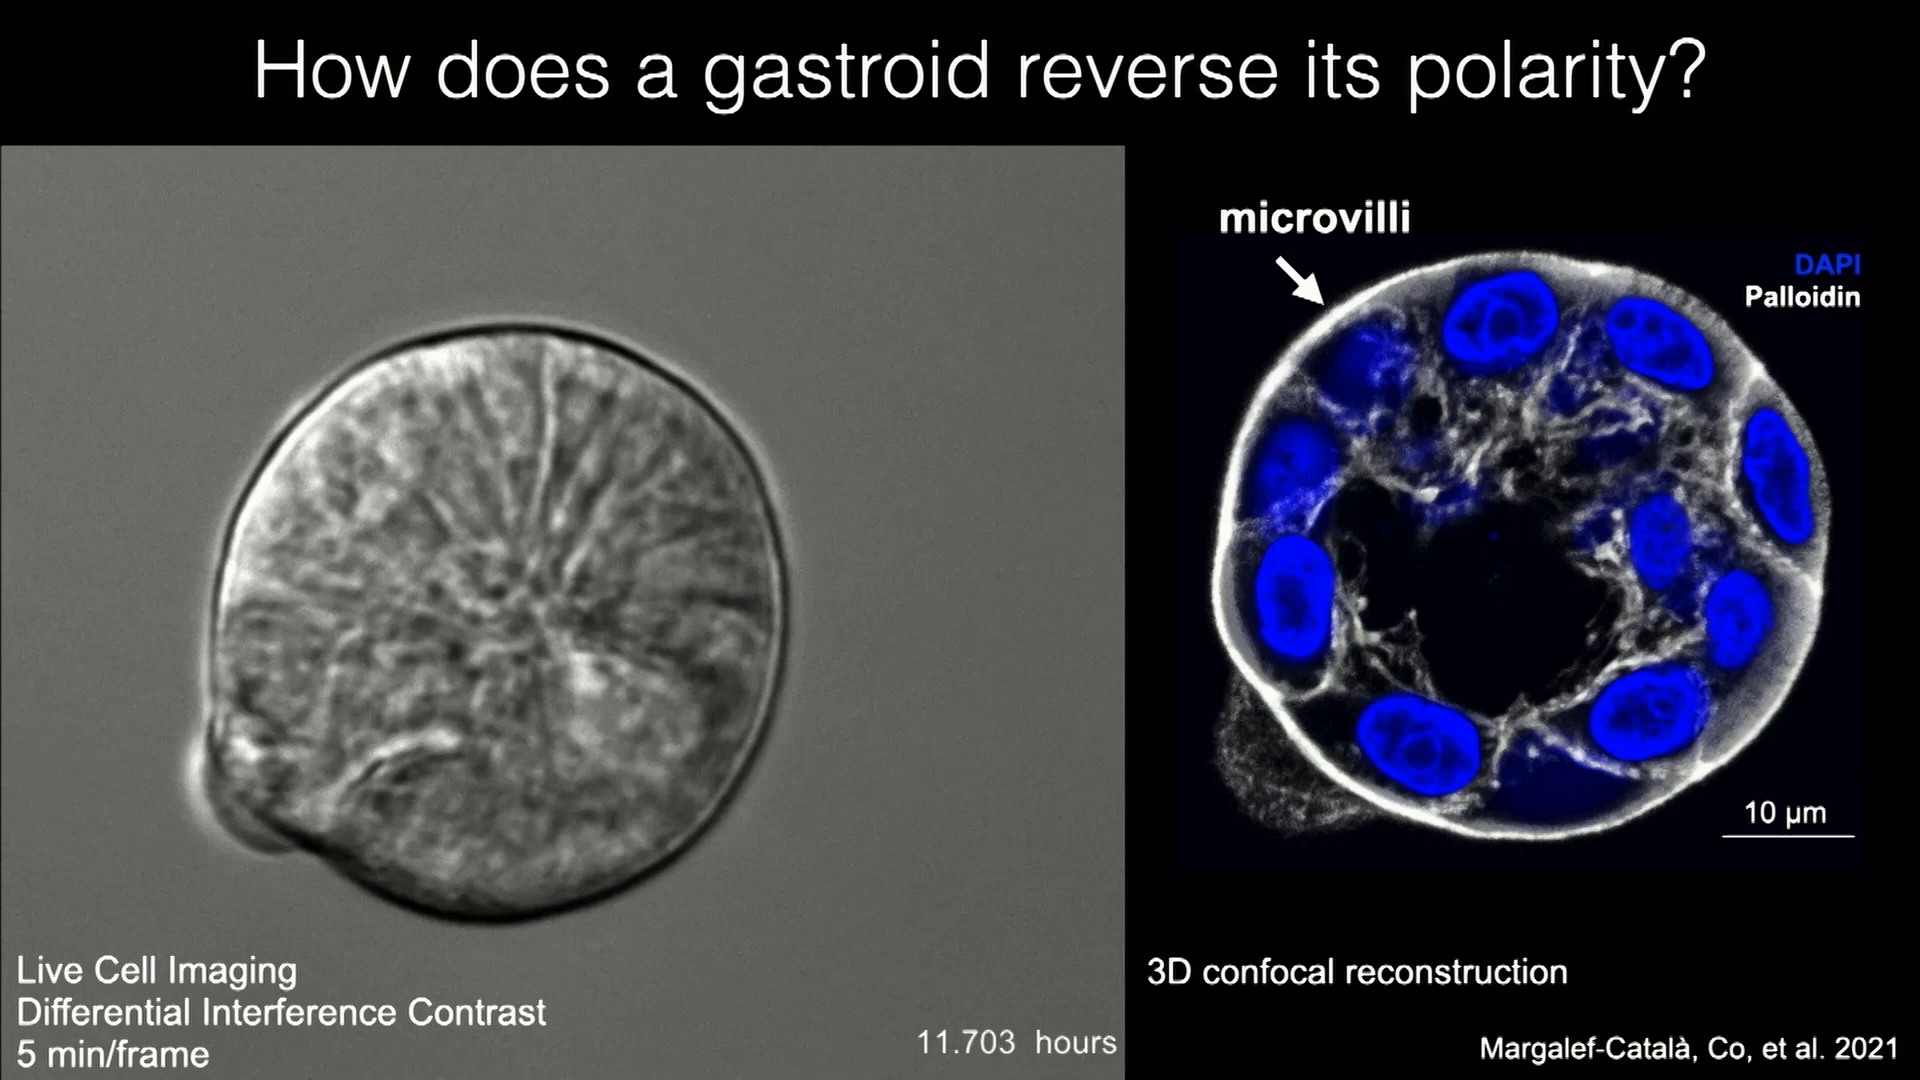 How does a gastroid reverse its polarity?
microvilli
DAPI
Palloidin
10 µm
Live Cell Imaging
Differential Interference Contrast
5 min/frame
11.703 hours
3D confocal reconstruction
Margalef-Català, Co, et al. 2021